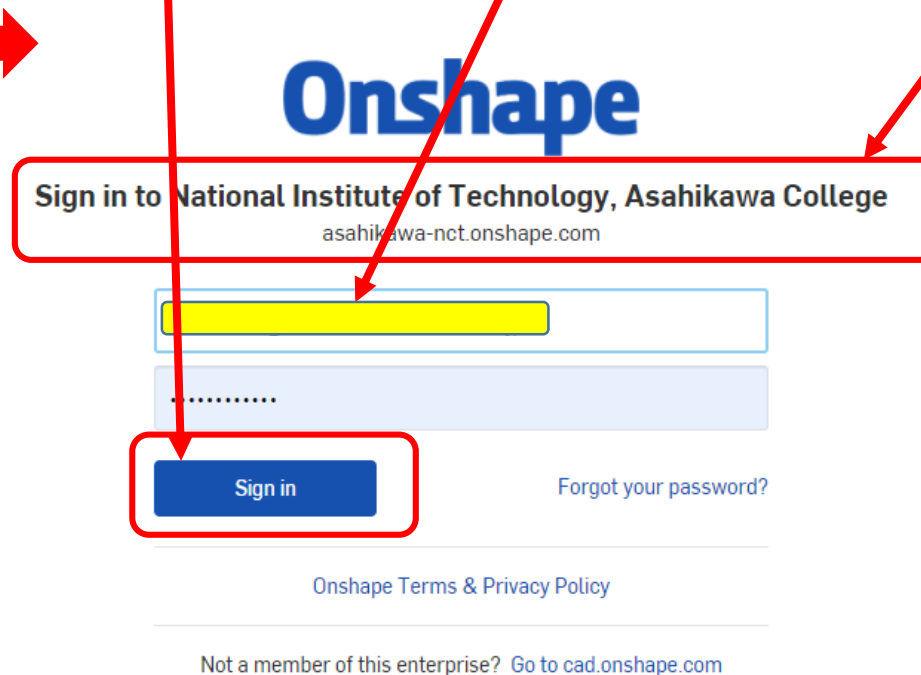 Onshape
Sign in to National Institute of Technology, Asahikawa College
asahikawa-nct.onshape.com
............
Sign in
Forgot your password?
Onshape Terms & Privacy Policy
Not a member of this enterprise? Go to cad.onshape.com